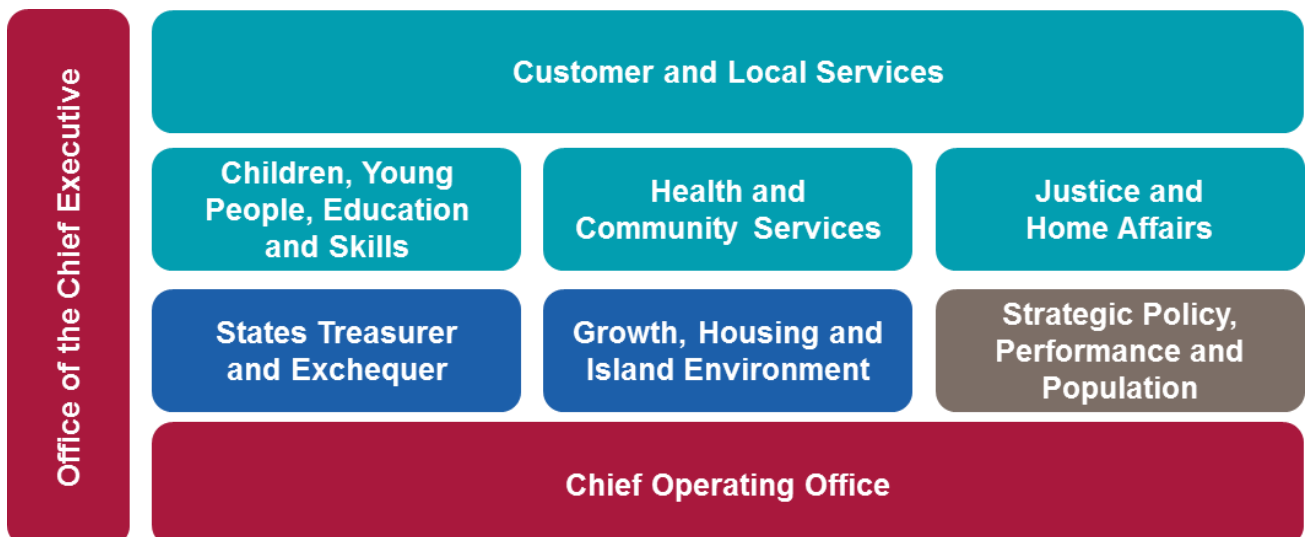 Office of the Chief Executive
Customer and Local Services
Children, Young
People, Education
and Skills
Health and
Community Services
Justice and
Home Affairs
States Treasurer
and Exchequer
Growth, Housing and
Island Environment
Strategic Policy,
Performance and
Population
Chief Operating Office